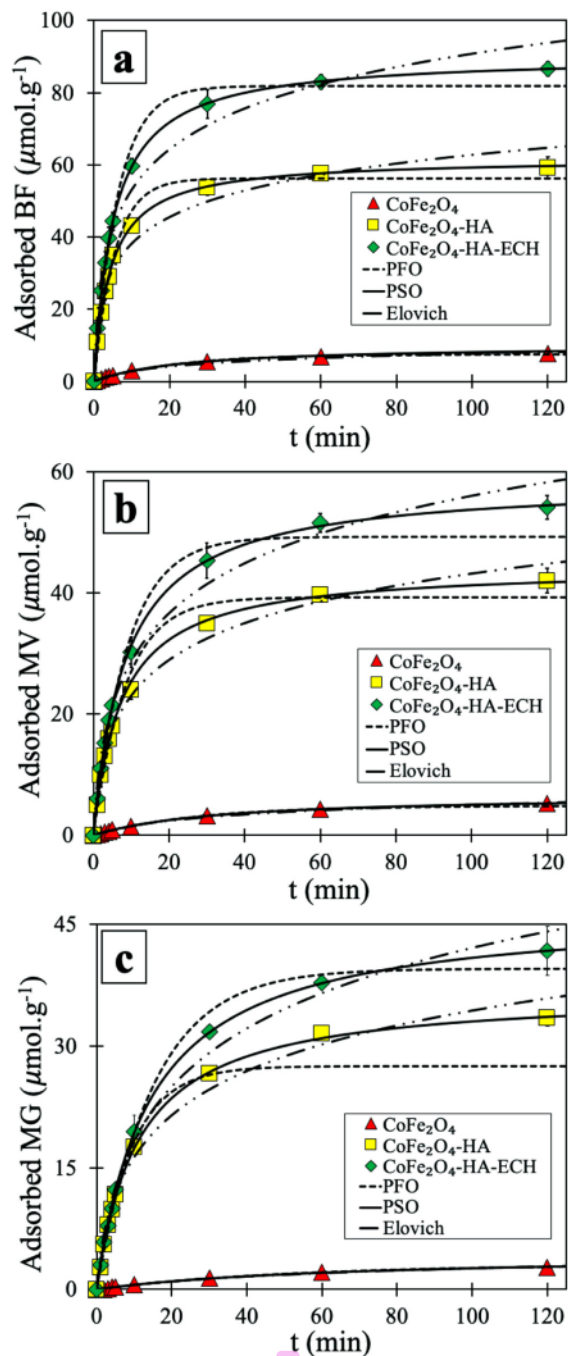 a
Adsorbed BF (µmol.g⁻¹)
100
80
60
40
20
0
CoFe₂O₄
CoFe₂O₄-HA
CoFe₂O₄-HA-ECH
PFO
PSO
Elovich
0 20 40 60 80 100 120
t (min)
b
Adsorbed MV (µmol.g⁻¹)
60
40
20
0
CoFe₂O₄
CoFe₂O₄-HA
CoFe₂O₄-HA-ECH
PFO
PSO
Elovich
0 20 40 60 80 100 120
t (min)
c
Adsorbed MG (µmol.g⁻¹)
45
30
15
0
CoFe₂O₄
CoFe₂O₄-HA
CoFe₂O₄-HA-ECH
PFO
PSO
Elovich
0 20 40 60 80 100 120
t (min)